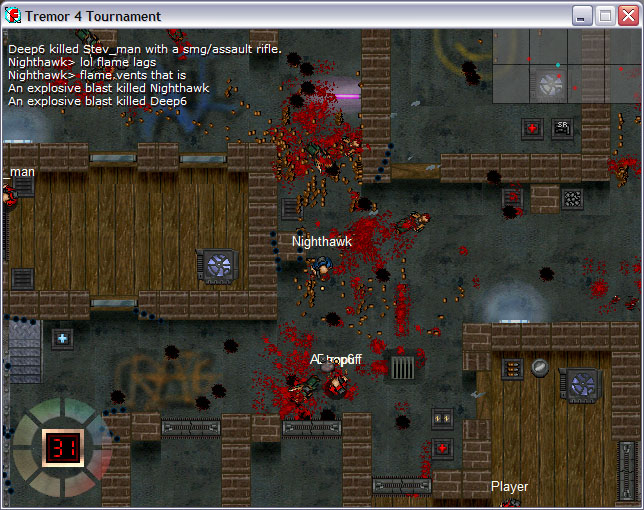 Tremor 4 Tournament
Deep6 killed Stev_man with a smg/assault rifle.
Nighthawk> lol flame lags
Nighthawk> flame.vents that is
An explosive blast killed Nighthawk
An explosive blast killed Deep6
SR
_man
Nighthawk
31
Player